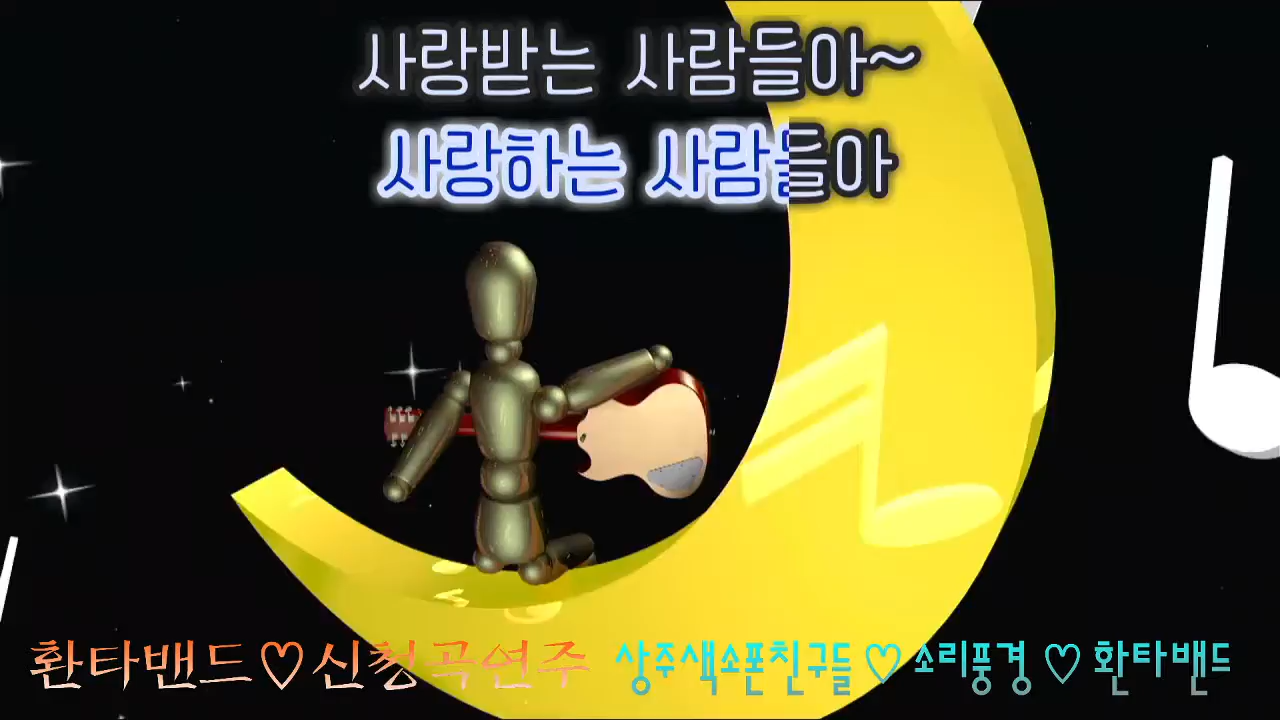 사랑받는 사람들아~
사랑하는 사람들아
환타밴드♡신청곡연주 상주색소폰친구들♡소리풍경♡환타밴드